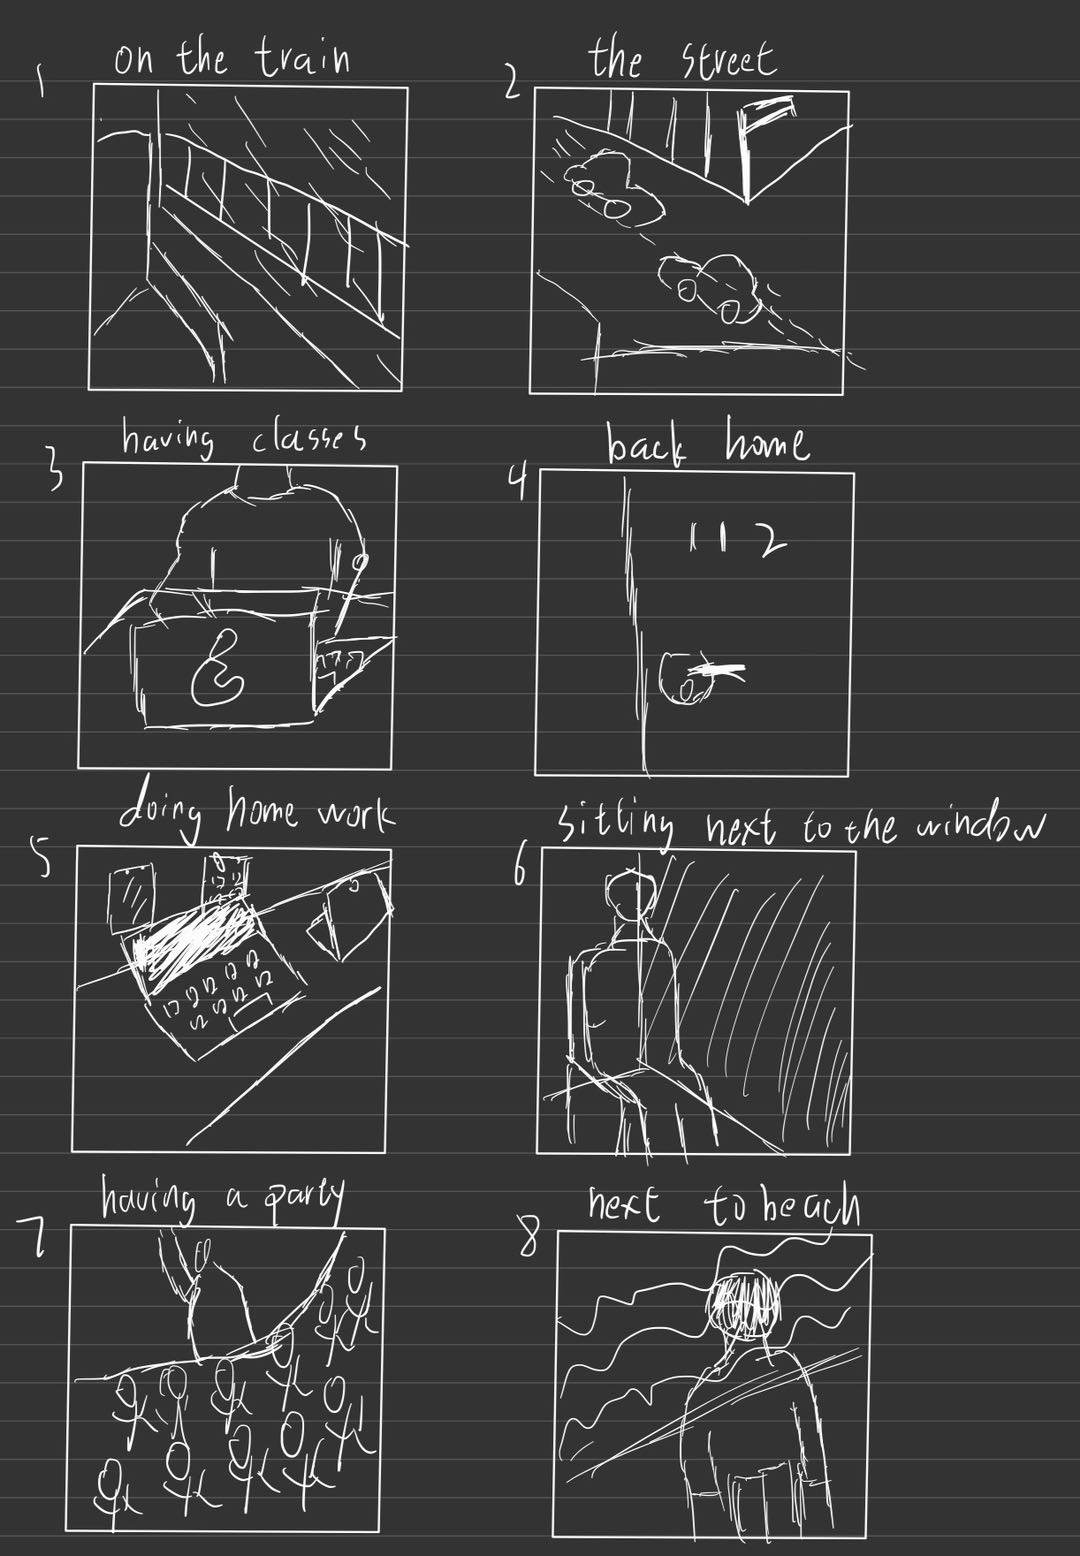 1 on the train
2 the street
3 having classes
4 back home
112
5 doing home work
6 sitting next to the window
7 having a party
8 next to beach